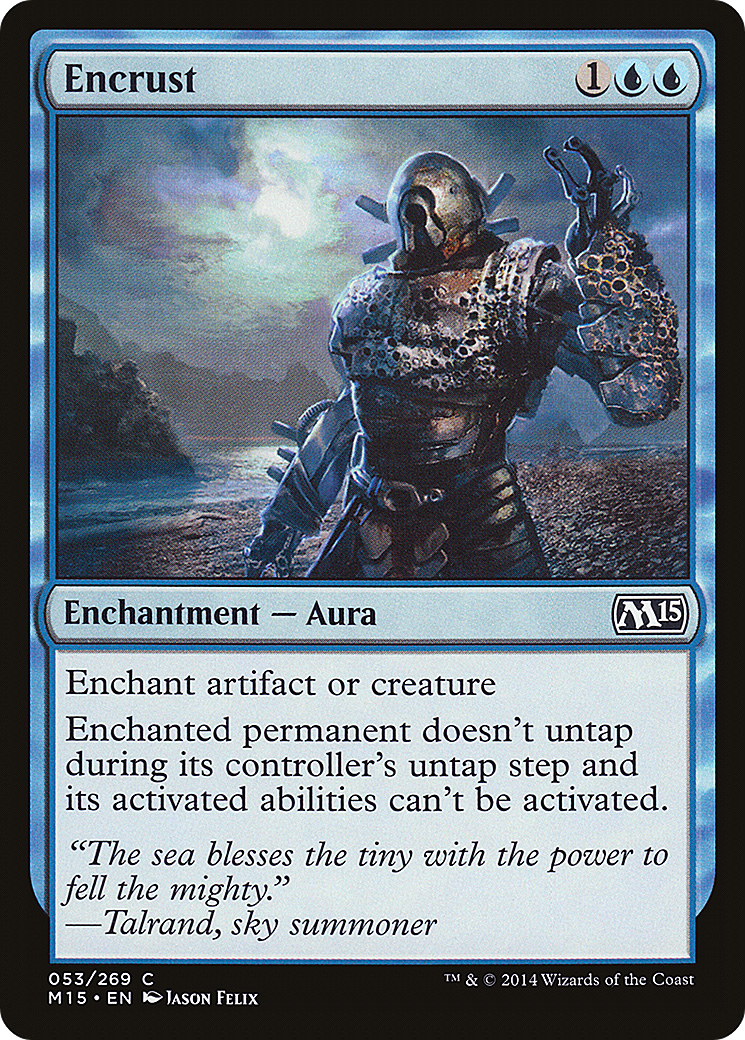 Encrust 1
Enchantment — Aura M15
Enchant artifact or creature
Enchanted permanent doesn't untap
during its controller's untap step and
its activated abilities can't be activated.
“The sea blesses the tiny with the power to
fell the mighty.”
—Talrand, sky summoner
053/269 C ™ & © 2014 Wizards of the Coast
M15 • EN Jason Felix